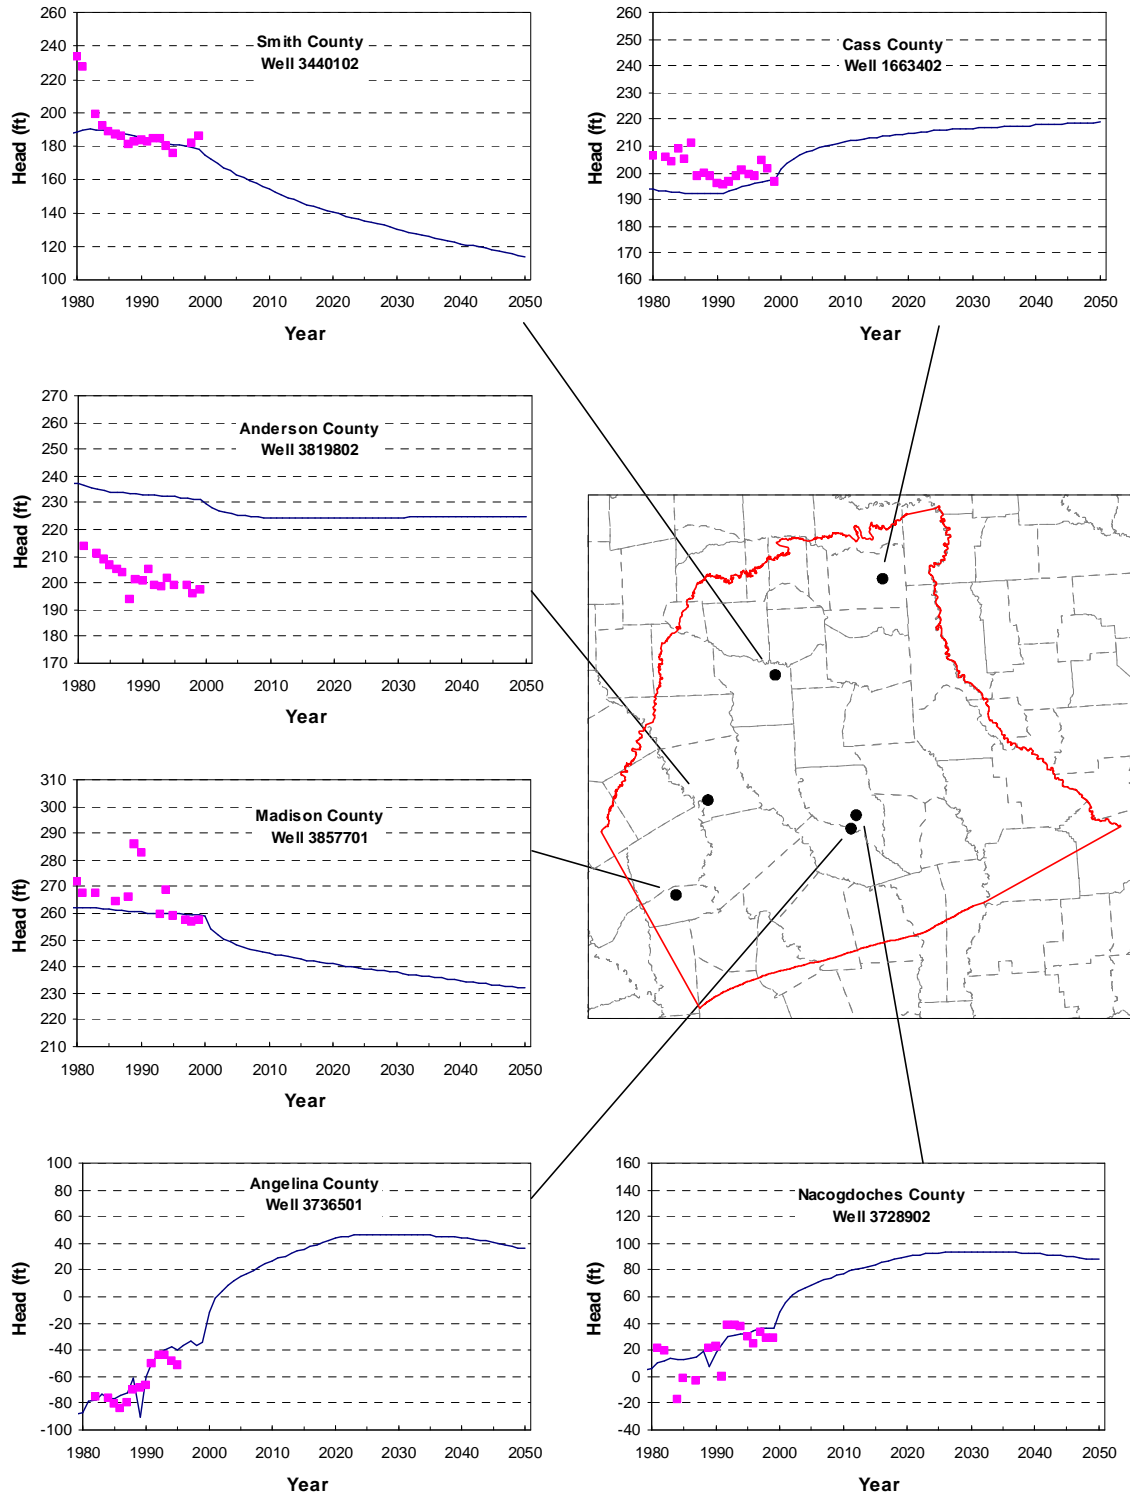 Smith County
Well 3440102
Head (ft)
260
240
220
200
180
160
140
120
100
1980 1990 2000 2010 2020 2030 2040 2050
Year
Cass County
Well 1663402
Head (ft)
260
250
240
230
220
210
200
190
180
170
160
1980 1990 2000 2010 2020 2030 2040 2050
Year
Anderson County
Well 3819802
Head (ft)
270
260
250
240
230
220
210
200
190
180
170
1980 1990 2000 2010 2020 2030 2040 2050
Year
Madison County
Well 3857701
Head (ft)
310
300
290
280
270
260
250
240
230
220
210
1980 1990 2000 2010 2020 2030 2040 2050
Year
Angelina County
Well 3736501
Head (ft)
100
80
60
40
20
0
-20
-40
-60
-80
-100
1980 1990 2000 2010 2020 2030 2040 2050
Year
Nacogdoches County
Well 3728902
Head (ft)
160
140
120
100
80
60
40
20
0
-20
-40
1980 1990 2000 2010 2020 2030 2040 2050
Year